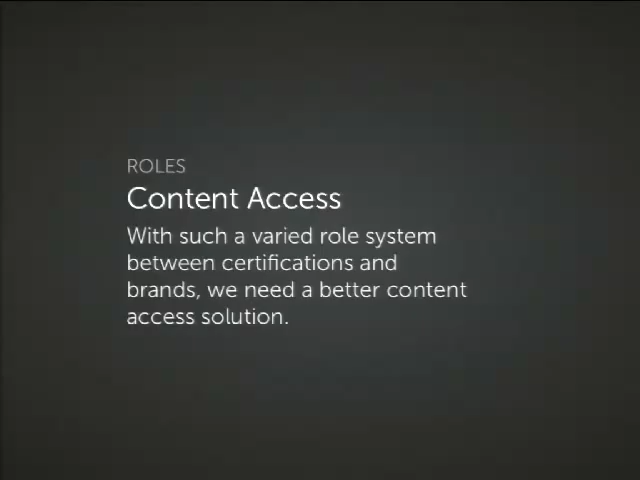 ROLES
Content Access
With such a varied role system
between certifications and
brands, we need a better content
access solution.